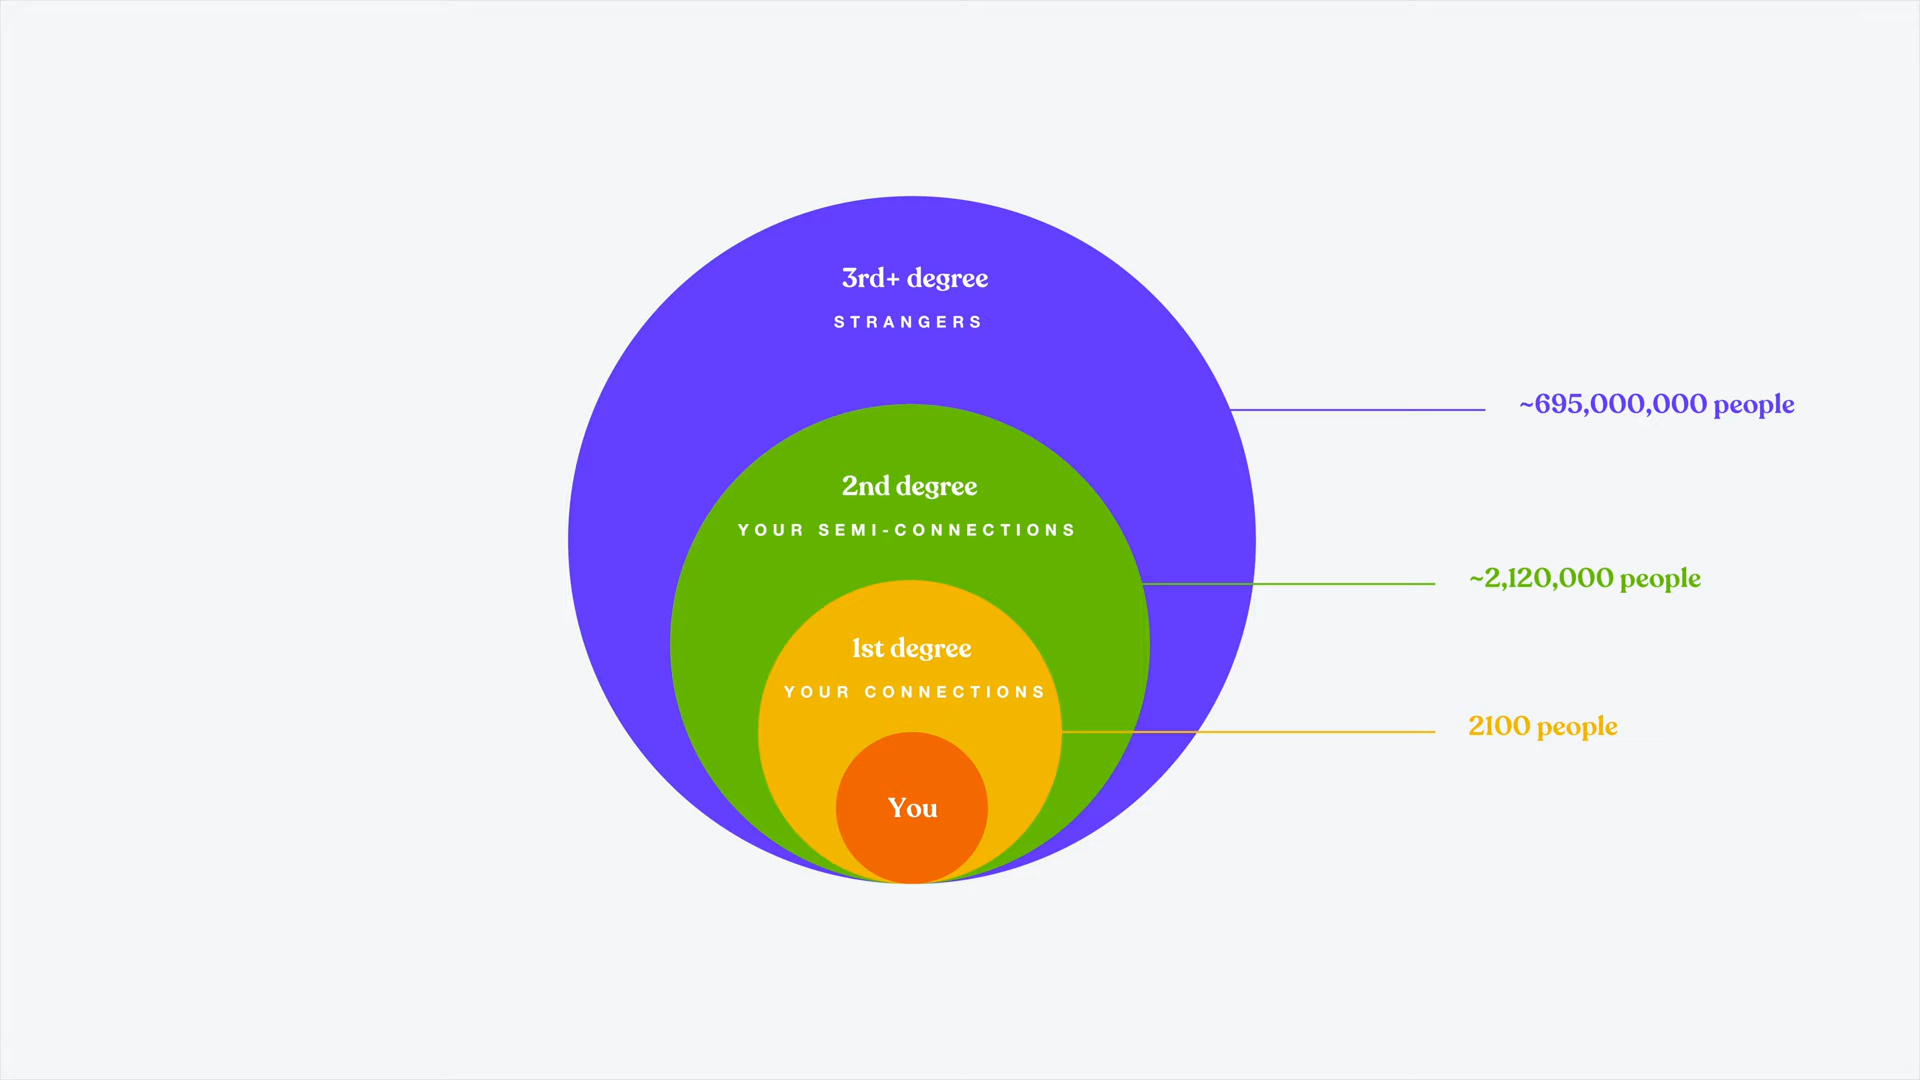 3rd+ degree
STRANGERS
~695,000,000 people
2nd degree
YOUR SEMI-CONNECTIONS
~2,120,000 people
1st degree
YOUR CONNECTIONS
2100 people
You